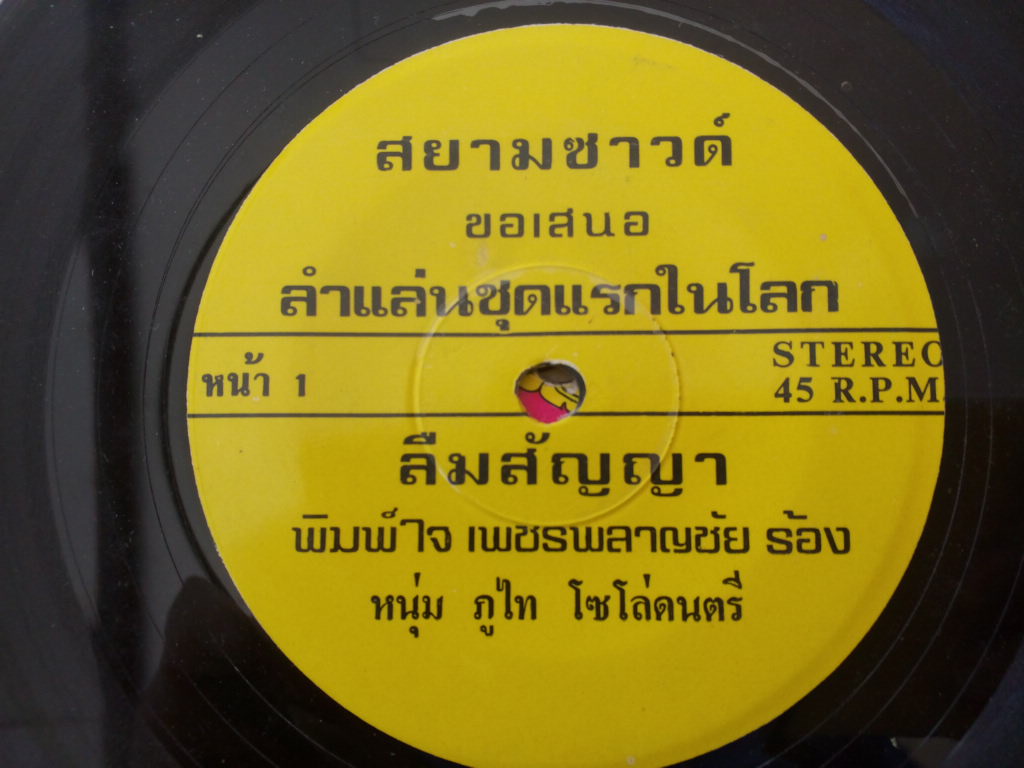 สยามซาวด์
ขอเสนอ
ลำแล่นชุดแรกในโลก
หน้า 1
STEREO
45 R.P.M.
ลืมสัญญา
พิมพ์ใจ เพชรพลาญชัย ร้อง
หนุ่ม ภูไท โซโล่ดนตรี